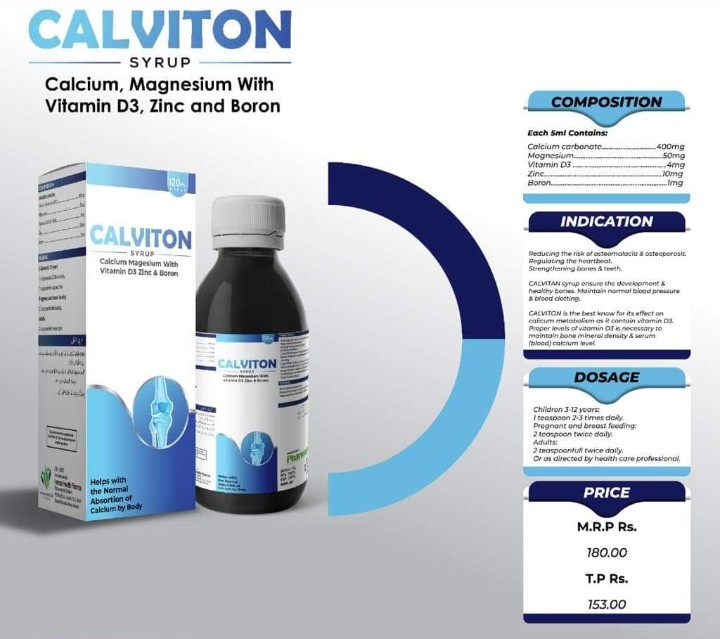 CALVITON
SYRUP
Calcium, Magnesium With
Vitamin D3, Zinc and Boron
120mL
CALVITON
SYRUP
Calcium Magesium With
Vitamin D3 Zinc & Boron
Helps with
the Normal
Absortion of
Calcium by Body
CALVITON
SYRUP
Calcium Magesium With
Vitamin D3 Zinc & Boron
COMPOSITION
Each 5ml Contains:
Calcium carbonate....................400mg
Magnesium....................50mg
Vitamin D3....................4mg
Zinc....................10mg
Boron....................1mg
INDICATION
Reducing the risk of osteomalacia & osteoporosis.
Regulating the heartbeat.
Strengthening bones & teeth.
CALVITAN syrup ensure the development &
healthy bones. Maintain normal blood pressure
& blood clotting.
CALVITON is the best know for its effect on
calicum metabolism as it contain vitamin D3.
Proper levels of vitamin D3 is necessary to
maintain bone mineral density & serum
(blood) calcium level.
DOSAGE
Children 3-12 years:
1 teaspoon 2-3 times daily.
Pregnant and breast feeding:
2 teaspoon twice daily.
Adults:
2 teaspoonfull twice daily.
Or as directed by health care professional.
PRICE
M.R.P Rs.
180.00
T.P Rs.
153.00